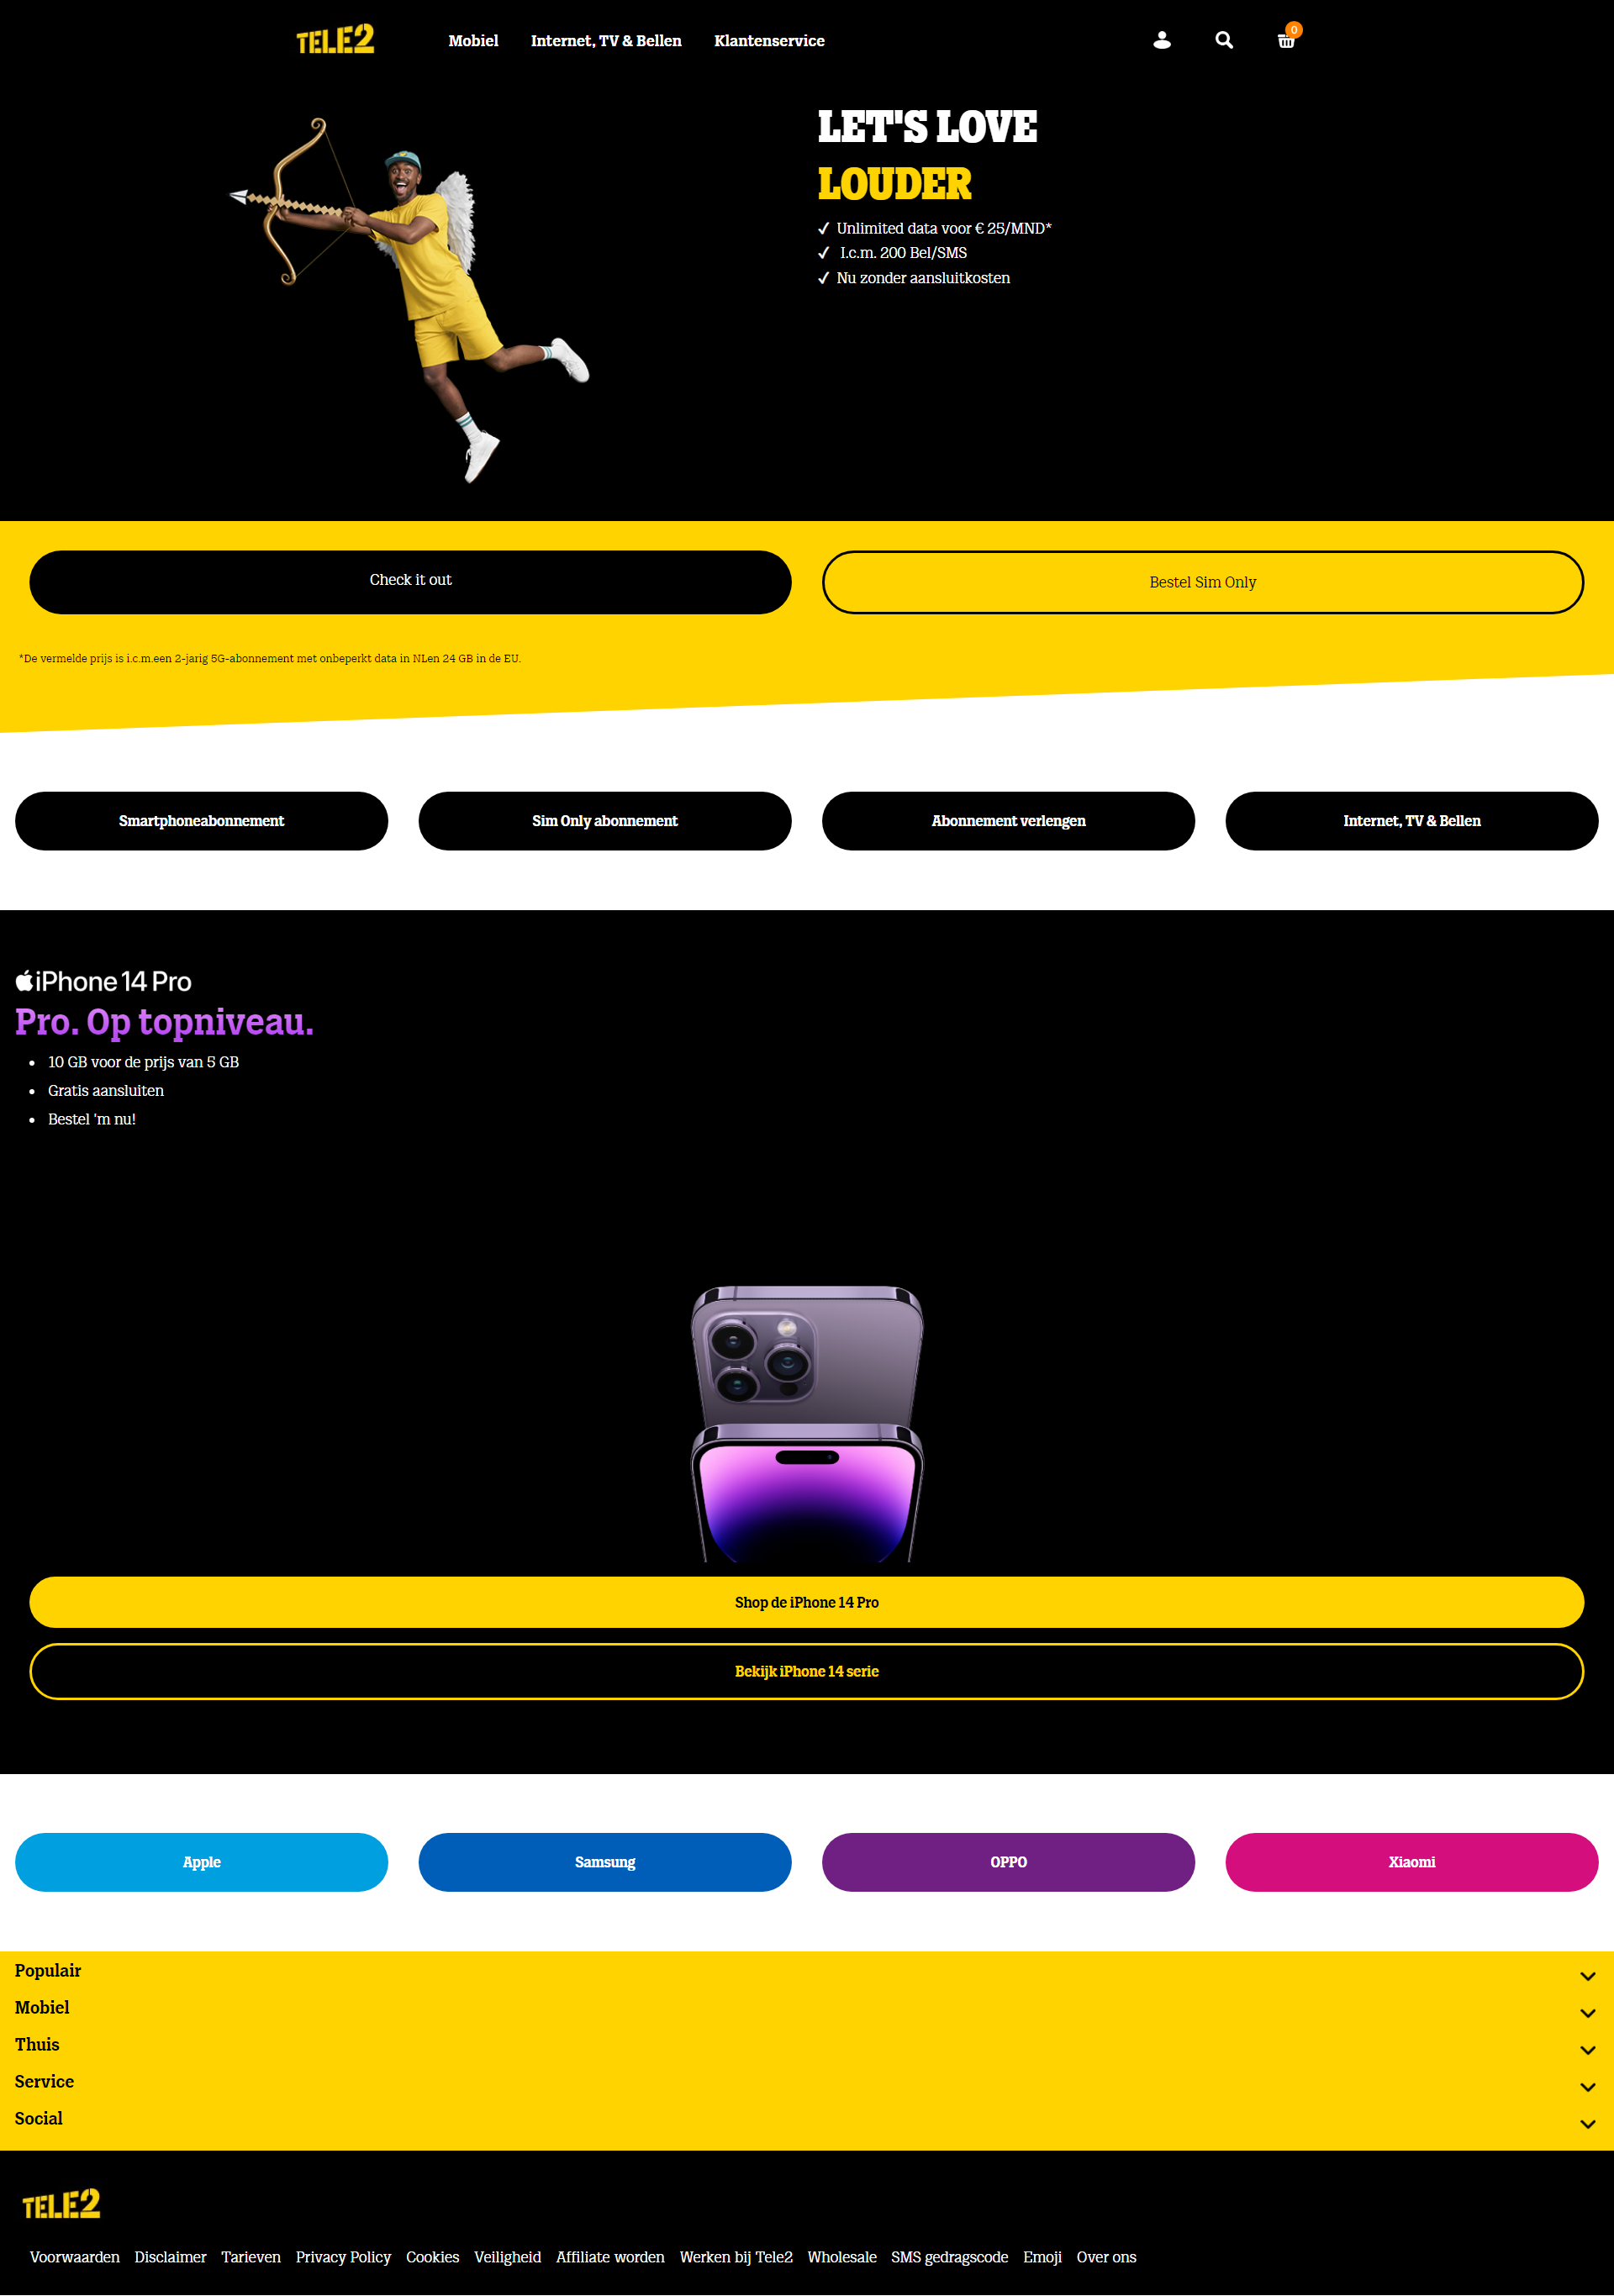 TELE2
Mobiel
Internet, TV & Bellen
Klantenservice
0
LET'S LOVE
LOUDER
Unlimited data voor € 25/MND*
I.c.m. 200 Bel/SMS
Nu zonder aansluitkosten
Check it out
Bestel Sim Only
*De vermelde prijs is i.c.m.een 2-jarig 5G-abonnement met onbeperkt data in NLen 24 GB in de EU.
Smartphoneabonnement
Sim Only abonnement
Abonnement verlengen
Internet, TV & Bellen
iPhone 14 Pro
Pro. Op topniveau.
10 GB voor de prijs van 5 GB
Gratis aansluiten
Bestel 'm nu!
Shop de iPhone 14 Pro
Bekijk iPhone 14 serie
Apple
Samsung
OPPO
Xiaomi
Populair
Mobiel
Thuis
Service
Social
TELE2
Voorwaarden Disclaimer Tarieven Privacy Policy Cookies Veiligheid Affiliate worden Werken bij Tele2 Wholesale SMS gedragscode Emoji Over ons